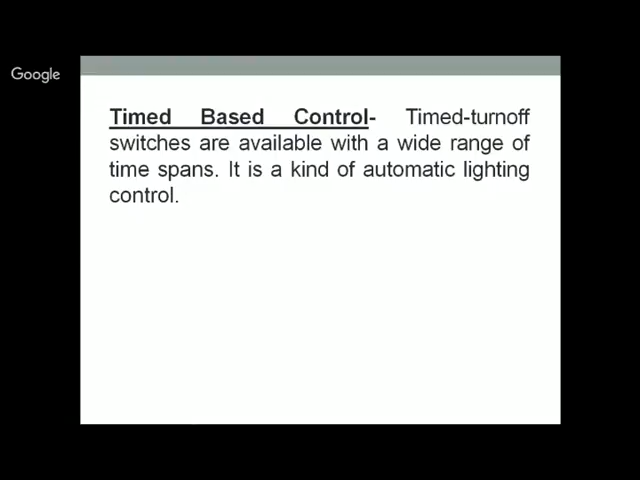 Google
Timed Based Control- Timed-turnoff
switches are available with a wide range of
time spans. It is a kind of automatic lighting
control.